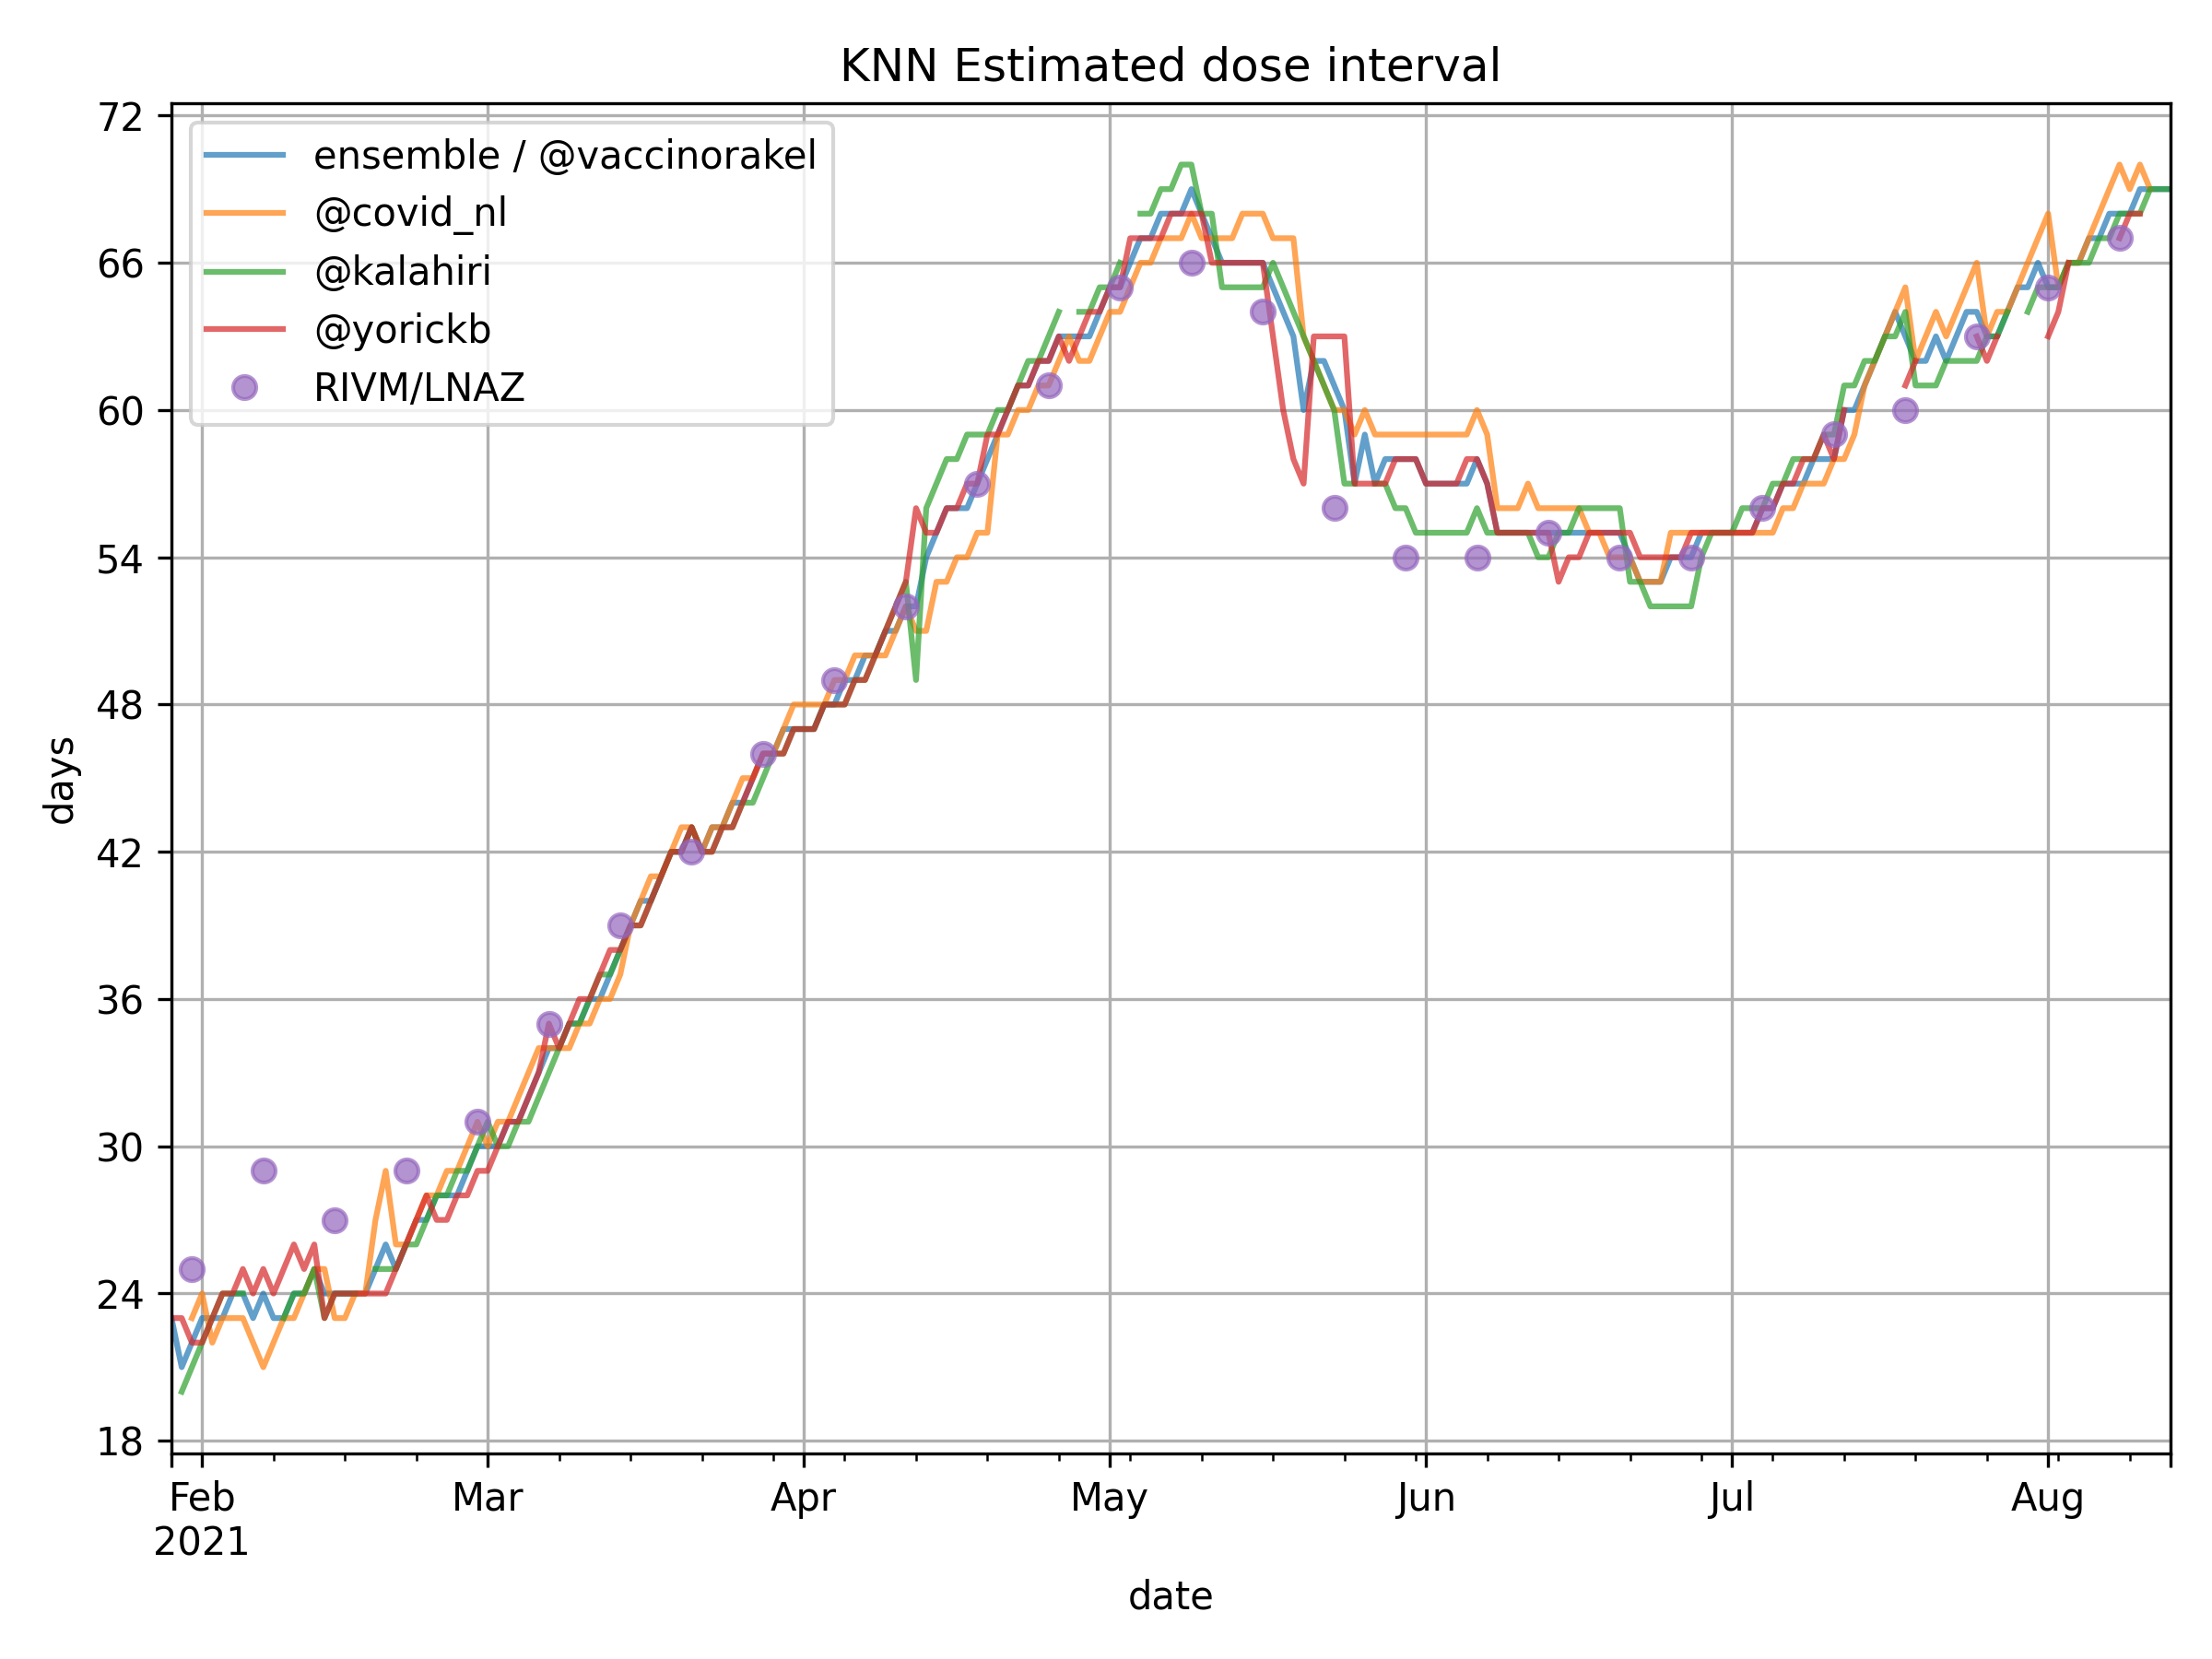 KNN Estimated dose interval
ensemble / @vaccinorakel
@covid_nl
@kalahiri
@yorickb
RIVM/LNAZ
72
66
60
54
48
42
36
30
24
18
days
Feb Mar Apr May Jun Jul Aug
2021
date